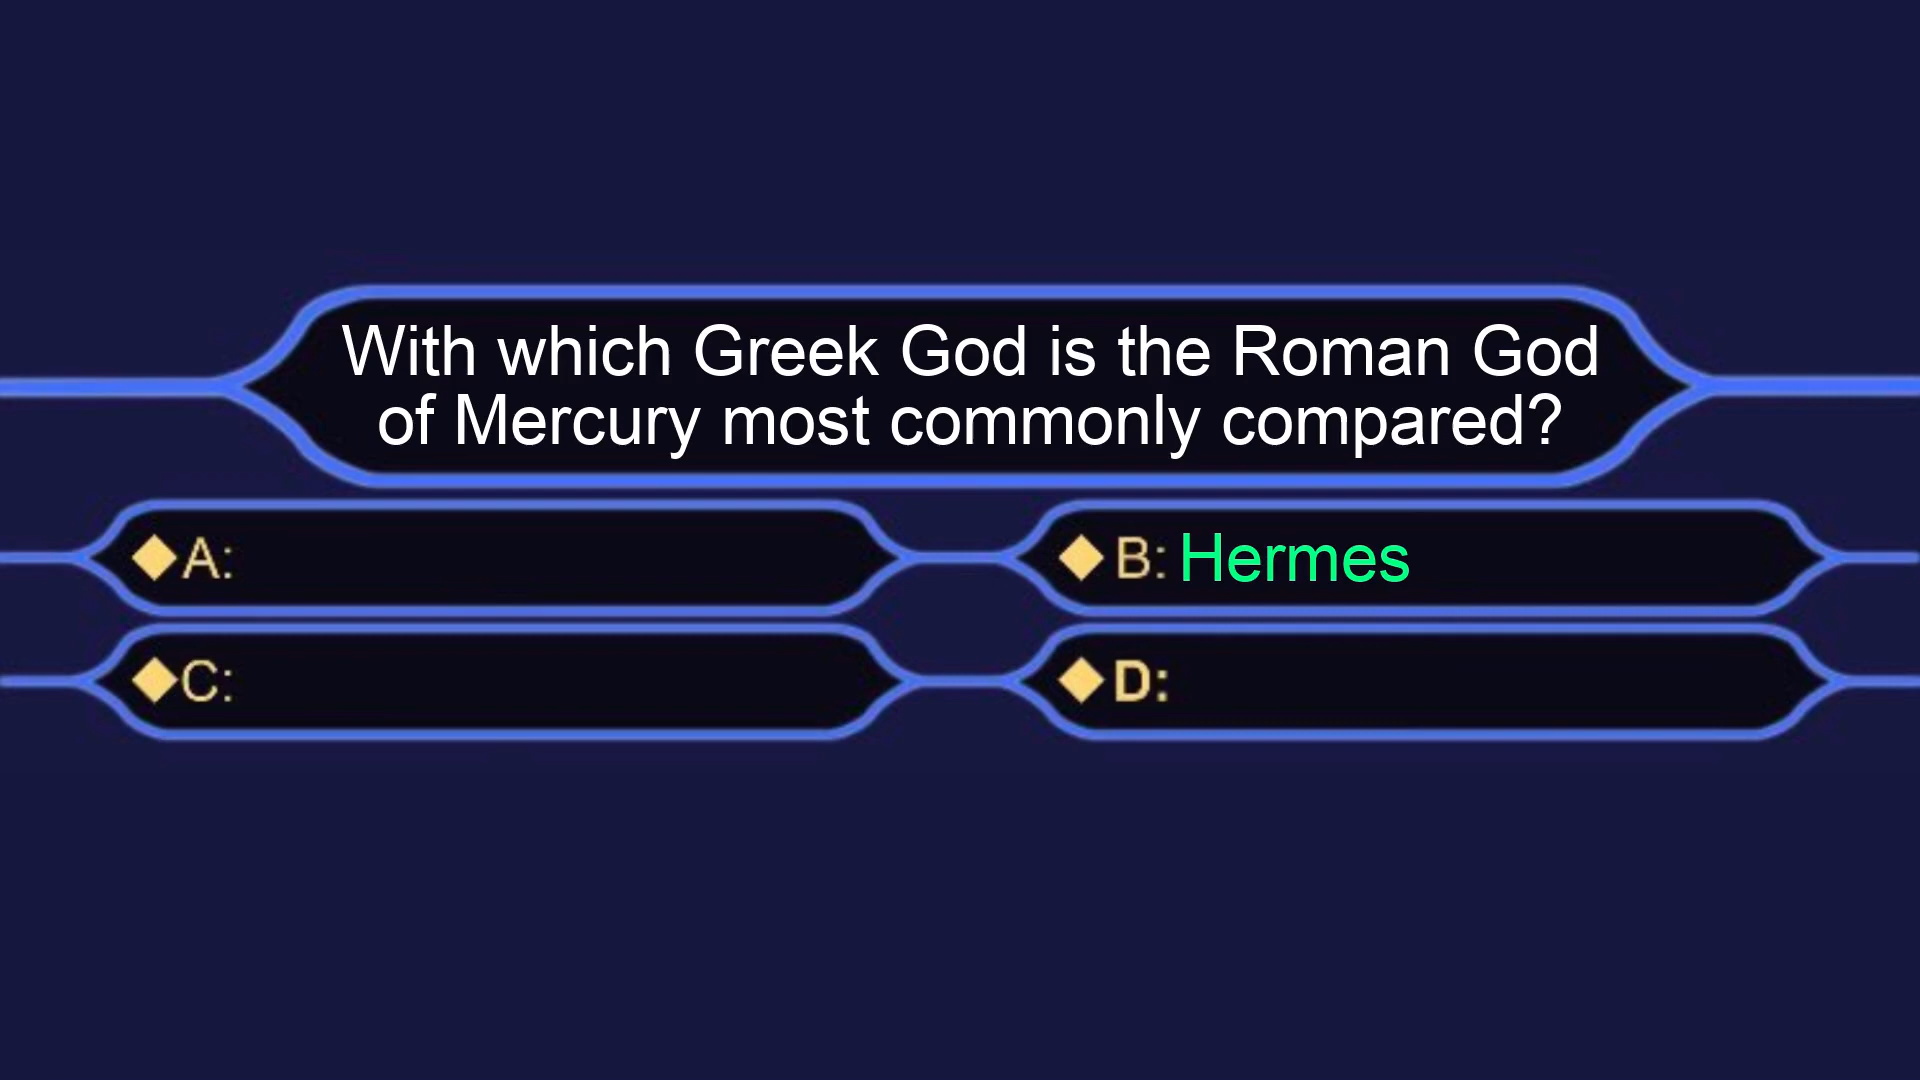 With which Greek God is the Roman God
of Mercury most commonly compared?
A:
B: Hermes
C:
D: